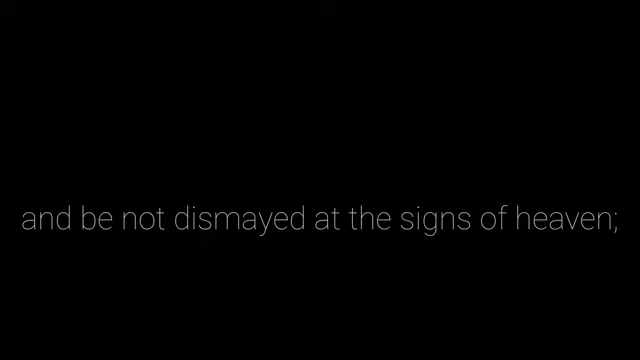 and be not dismayed at the signs of heaven;